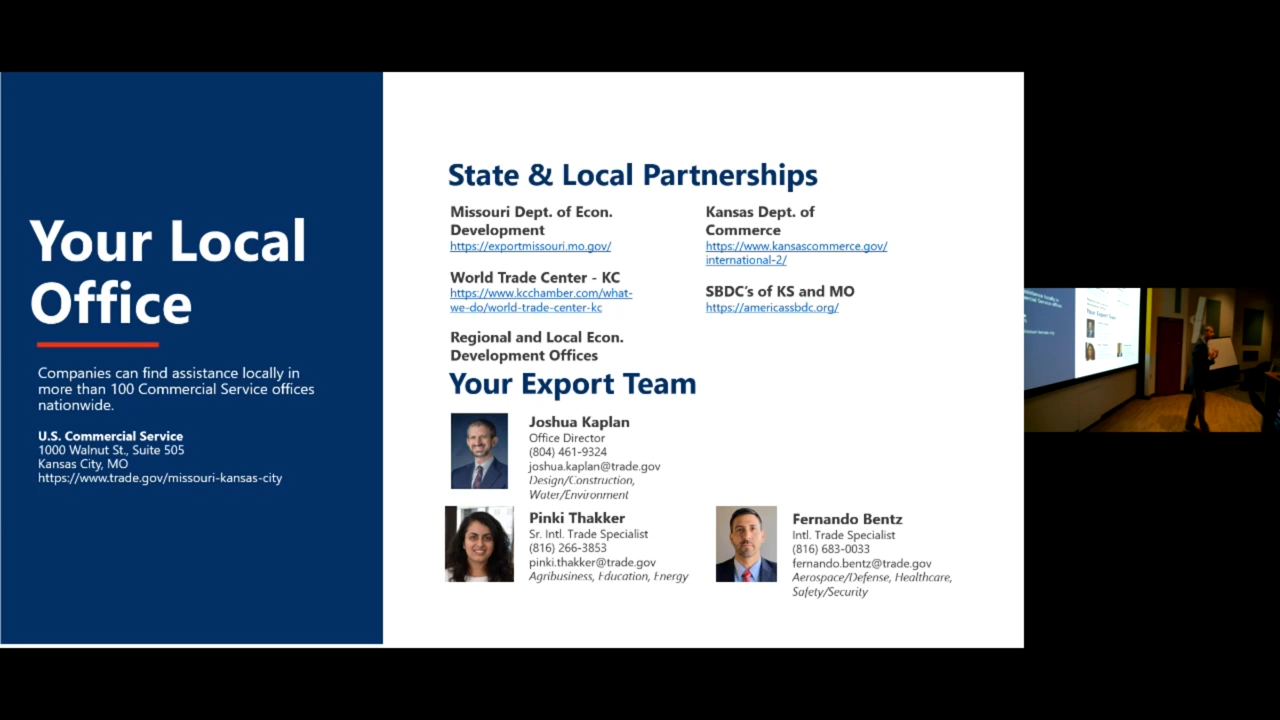 Your Local
Office
Companies can find assistance locally in
more than 100 Commercial Service offices
nationwide.
U.S. Commercial Service
1000 Walnut St., Suite 505
Kansas City, MO
https://www.trade.gov/missouri-kansas-city
State & Local Partnerships
Missouri Dept. of Econ.
Development
https://exportmissouri.mo.gov/
World Trade Center - KC
https://www.kcchamber.com/what-
we-do/world-trade-center-kc
Regional and Local Econ.
Development Offices
Kansas Dept. of
Commerce
https://www.kansascommerce.gov/
international-2/
SBDC's of KS and MO
https://americassbdc.org/
Your Export Team
Joshua Kaplan
Office Director
(804) 461-9324
joshua.kaplan@trade.gov
Design/Construction,
Water/Environment
Pinki Thakker
Sr. Intl. Trade Specialist
(816) 266-3853
pinki.thakker@trade.gov
Agribusiness, Education, Energy
Fernando Bentz
Intl. Trade Specialist
(816) 683-0033
fernando.bentz@trade.gov
Aerospace/Defense, Healthcare,
Safety/Security
Your Export Team